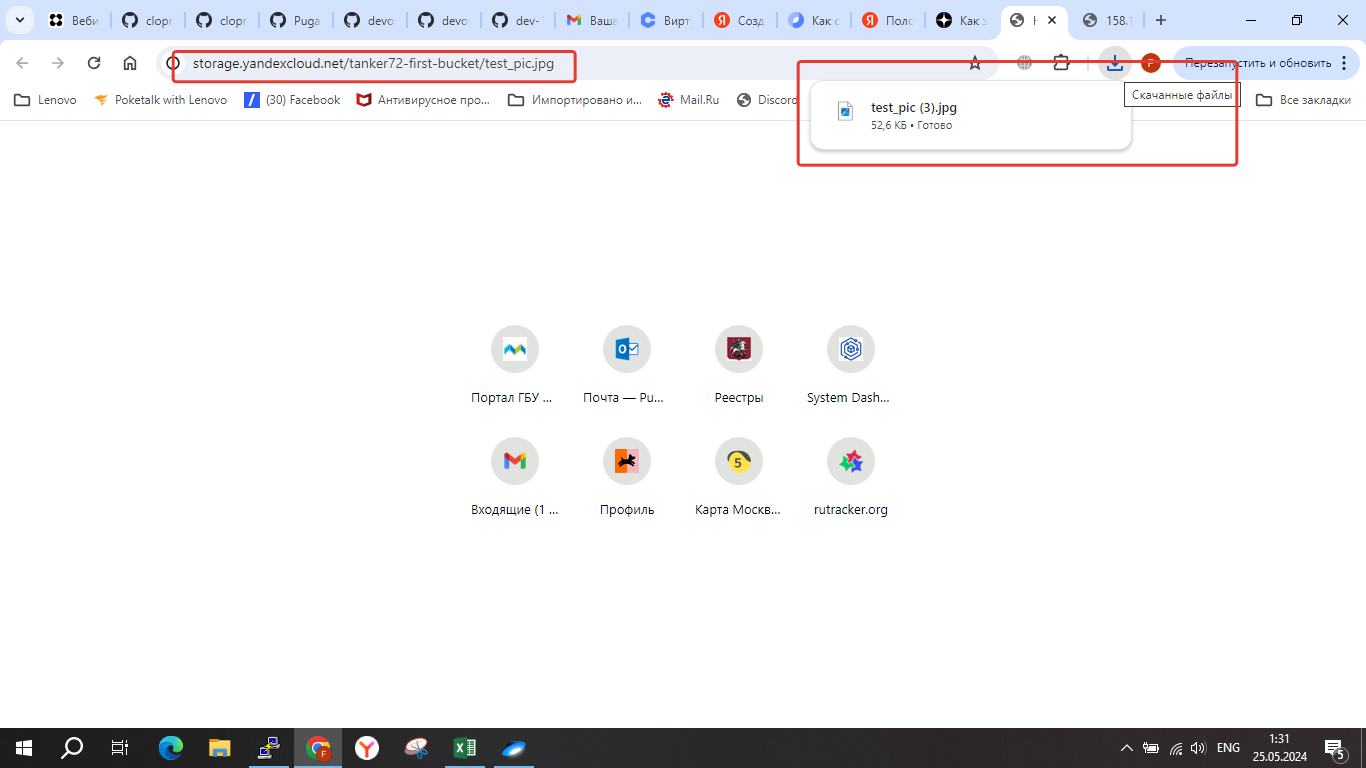 Веби
clopr
clopr
Puga
devo
devo
dev-
Ваша
Вирт
Созд
Как с
Полс
Как з
158.1
storage.yandexcloud.net/tanker72-first-bucket/test_pic.jpg
Перезапустить и обновить
Lenovo
Poketalk with Lenovo
(30) Facebook
Антивирусное про...
Импортировано и...
Mail.Ru
Discord
Скачанные файлы
Все закладки
test_pic (3).jpg
52,6 КБ • Готово
Портал ГБУ ...
Почта — Pu...
Реестры
System Dash...
Входящие (1 ...
Профиль
Карта Москв...
rutracker.org
ENG
1:31
25.05.2024
5